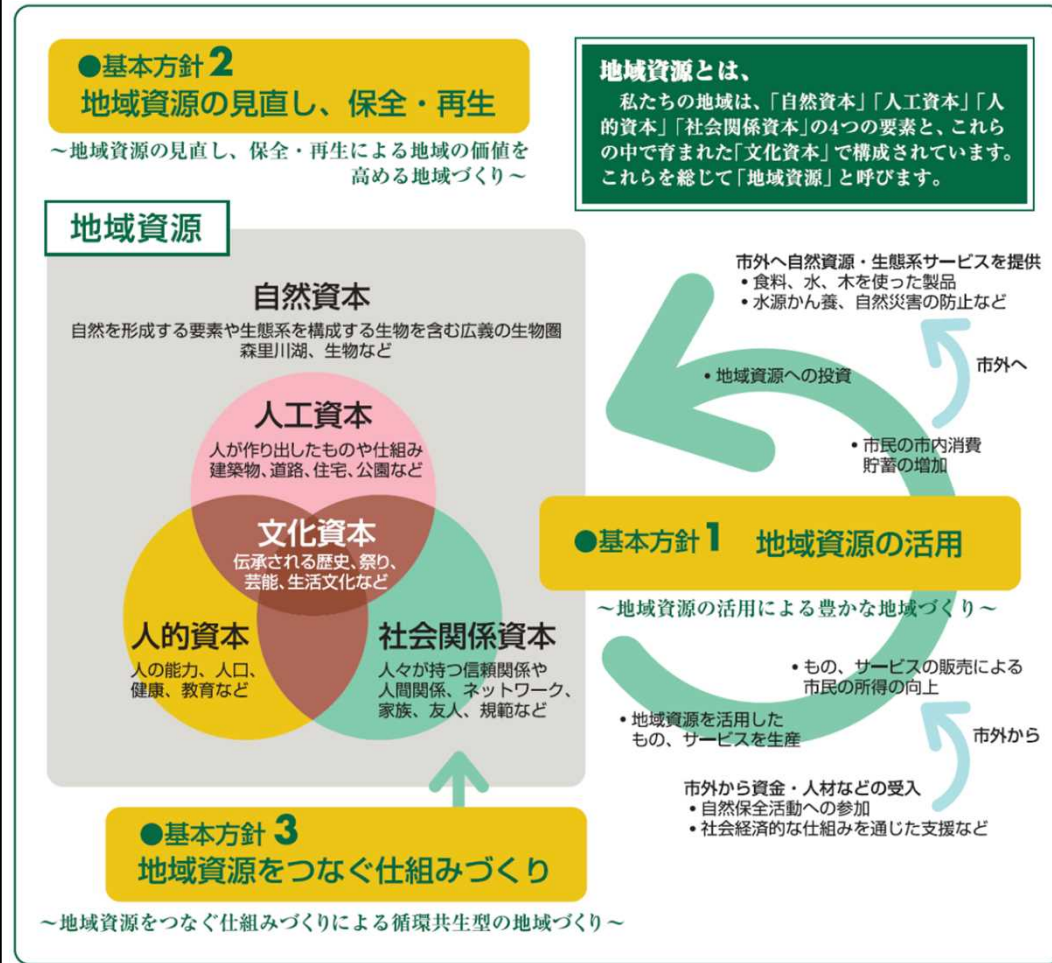 ●基本方針2
地域資源の見直し、保全・再生
～地域資源の見直し、保全・再生による地域の価値を
高める地域づくり～
地域資源とは、
私たちの地域は、「自然資本」「人工資本」「人
的資本」「社会関係資本」の4つの要素と、これら
の中で育まれた「文化資本」で構成されています。
これらを総じて「地域資源」と呼びます。
地域資源
自然資本
自然を形成する要素や生態系を構成する生物を含む広義の生物圏
森里川湖、生物など
人工資本
人が作り出したものや仕組み
建築物、道路、住宅、公園など
文化資本
伝承される歴史、祭り、
芸能、生活文化など
人的資本
人の能力、人口、
健康、教育など
社会関係資本
人々が持つ信頼関係や
人間関係、ネットワーク、
家族、友人、規範など
市外へ自然資源・生態系サービスを提供
• 食料、水、木を使った製品
• 水源かん養、自然災害の防止など
市外へ
• 地域資源への投資
• 市民の市内消費
貯蓄の増加
●基本方針1 地域資源の活用
～地域資源の活用による豊かな地域づくり～
• もの、サービスの販売による
市民の所得の向上
• 地域資源を活用した
もの、サービスを生産
市外から
市外から資金・人材などの受入
• 自然保全活動への参加
• 社会経済的な仕組みを通じた支援など
●基本方針3
地域資源をつなぐ仕組みづくり
～地域資源をつなぐ仕組みづくりによる循環共生型の地域づくり～